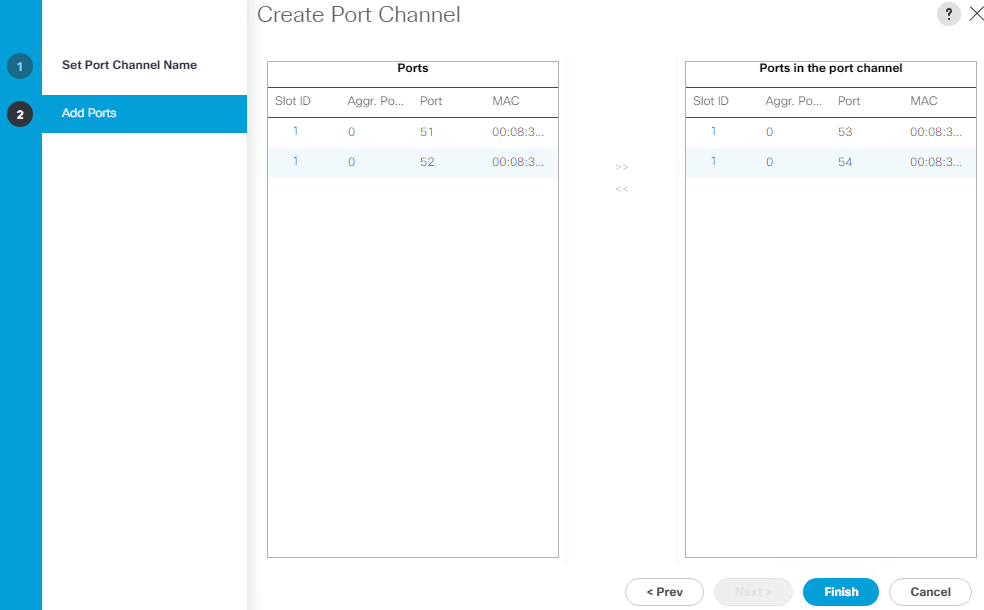 Create Port Channel
?
1 Set Port Channel Name
2 Add Ports
Ports
Slot ID Aggr. Po... Port MAC
1 0 51 00:08:3...
1 0 52 00:08:3...
>>
<<
Ports in the port channel
Slot ID Aggr. Po... Port MAC
1 0 53 00:08:3...
1 0 54 00:08:3...
< Prev Next > Finish Cancel